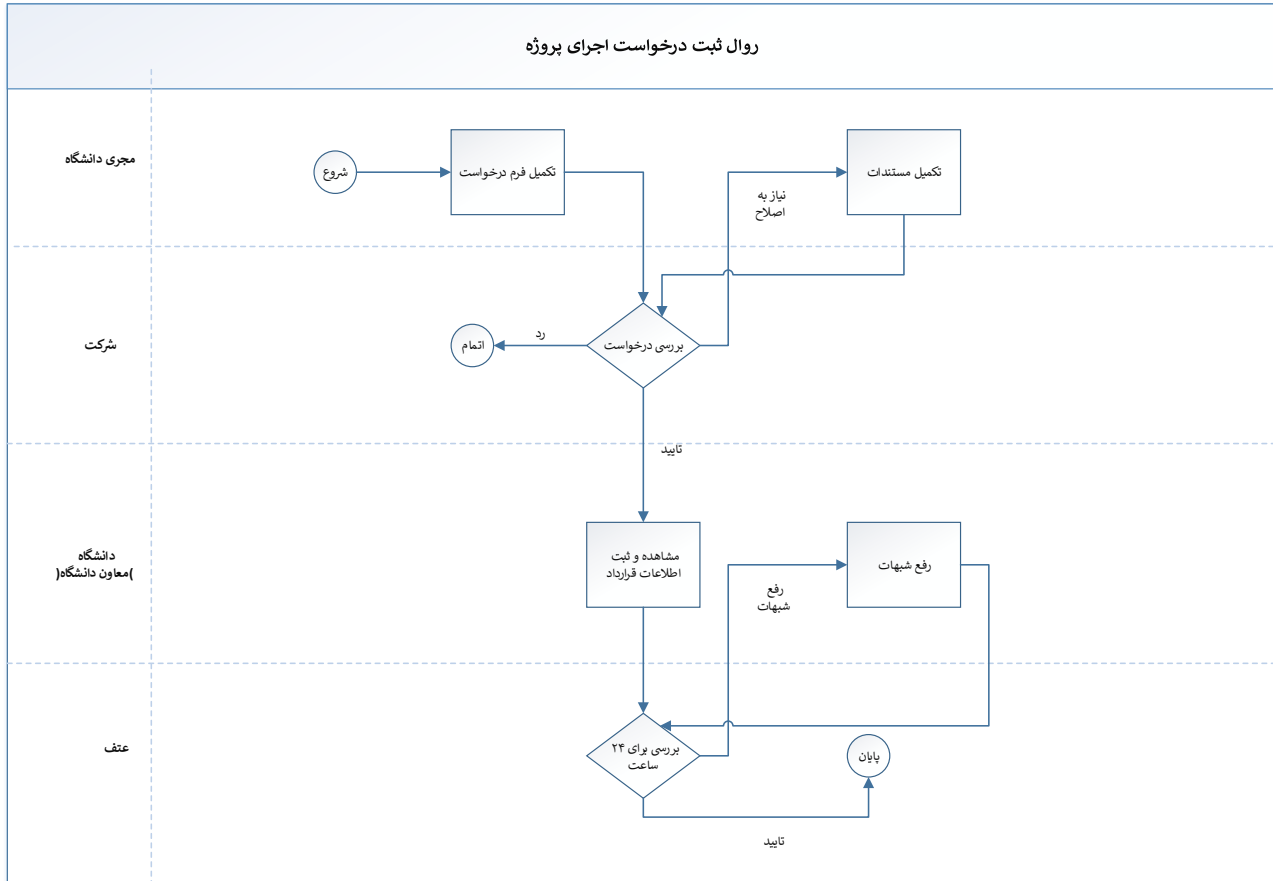 روال ثبت درخواست اجرای پروژه
مجری دانشگاه
شروع
تکمیل فرم درخواست
نیاز به
اصلاح
تکمیل مستندات
شرکت
اتمام
رد
بررسی درخواست
تایید
دانشگاه
)معاون دانشگاه(
مشاهده و ثبت
اطلاعات قرارداد
رفع
شبهات
رفع شبهات
عتف
بررسی برای ۲۴
ساعت
پایان
تایید